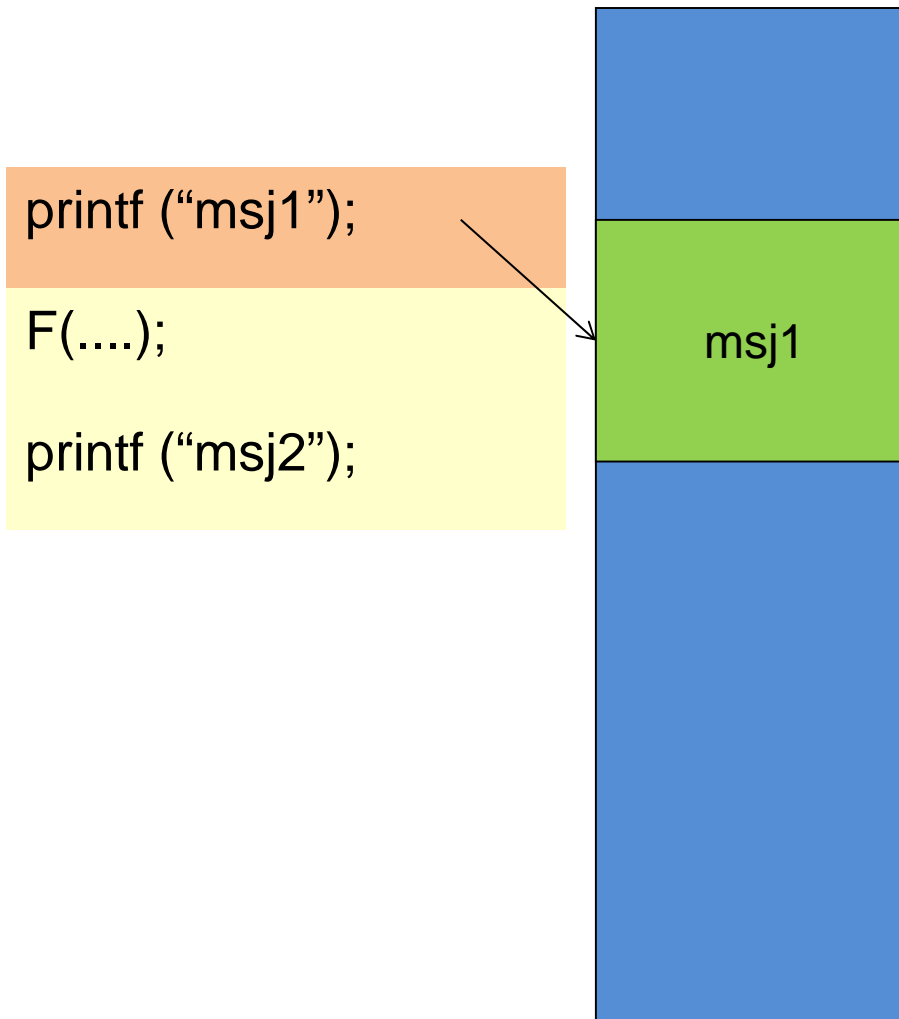 printf (“msj1”);
F(....);
printf (“msj2”);
msj1